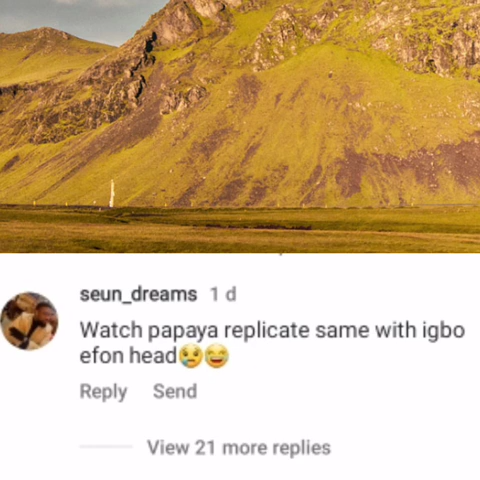 seun_dreams 1 d
Watch papaya replicate same with igbo
efon head😢😂
Reply Send
View 21 more replies